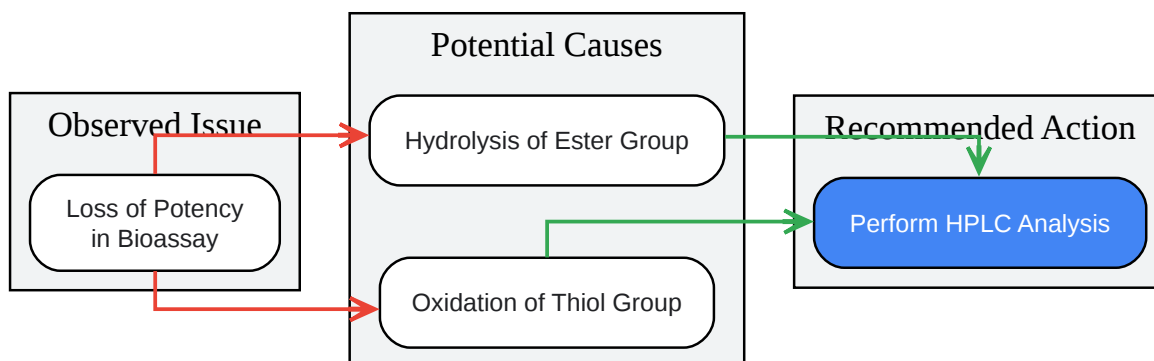 Observed Issue
Loss of Potency
in Bioassay
Potential Causes
Hydrolysis of Ester Group
Oxidation of Thiol Group
Recommended Action
Perform HPLC Analysis